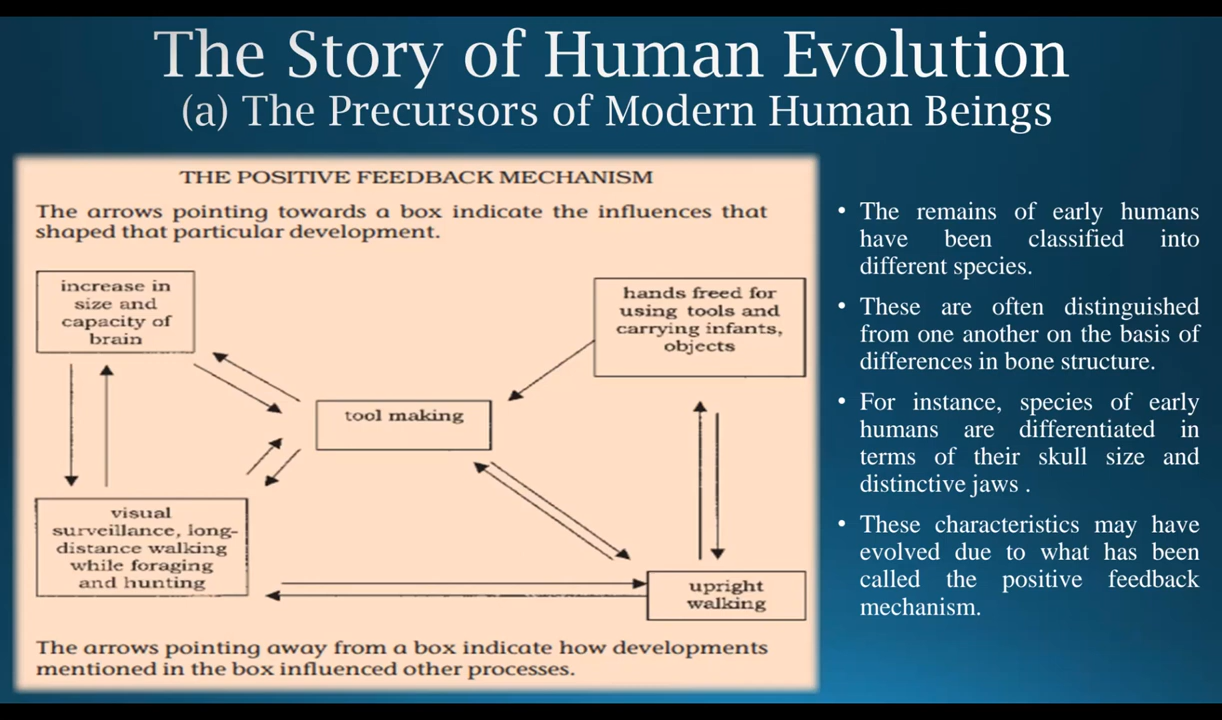 The Story of Human Evolution
(a) The Precursors of Modern Human Beings
THE POSITIVE FEEDBACK MECHANISM
The arrows pointing towards a box indicate the influences that
shaped that particular development.
increase in
size and
capacity of
brain
hands freed for
using tools and
carrying infants,
objects
tool making
visual
surveillance, long-
distance walking
while foraging
and hunting
upright
walking
The arrows pointing away from a box indicate how developments
mentioned in the box influenced other processes.
• The remains of early humans
have been classified into
different species.
• These are often distinguished
from one another on the basis of
differences in bone structure.
• For instance, species of early
humans are differentiated in
terms of their skull size and
distinctive jaws .
• These characteristics may have
evolved due to what has been
called the positive feedback
mechanism.